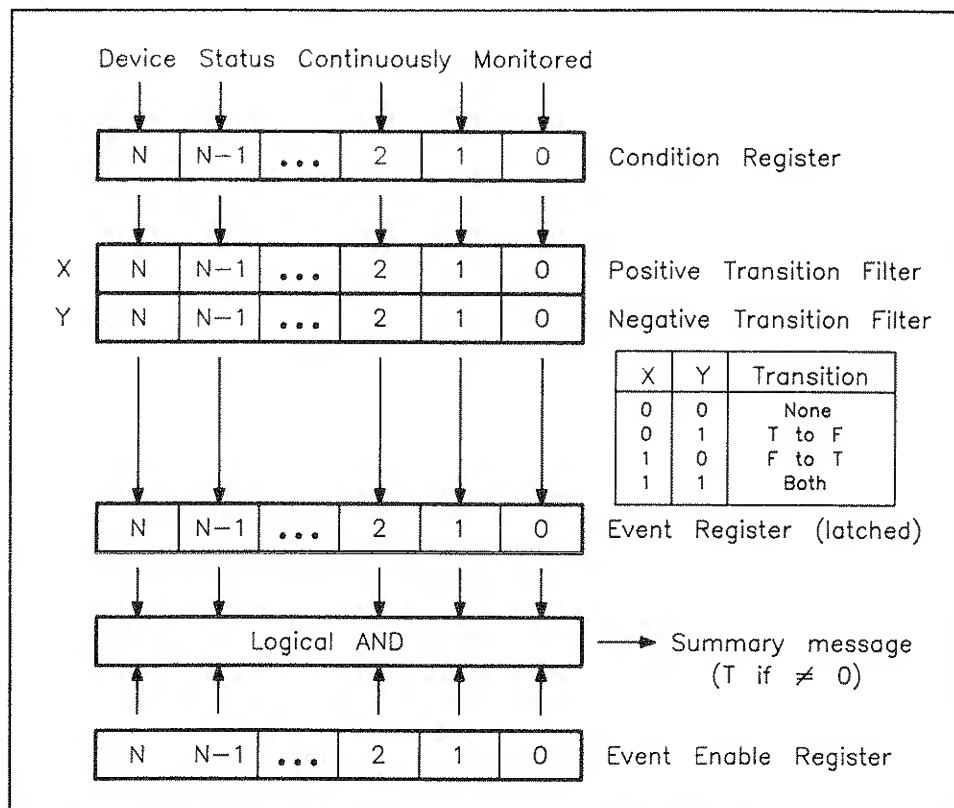 Device Status Continuously Monitored
N N-1 ... 2 1 0 Condition Register
X N N-1 ... 2 1 0 Positive Transition Filter
Y N N-1 ... 2 1 0 Negative Transition Filter
X Y Transition
0 0 None
0 1 T to F
1 0 F to T
1 1 Both
N N-1 ... 2 1 0 Event Register (latched)
Logical AND Summary message
(T if ≠ 0)
N N-1 ... 2 1 0 Event Enable Register